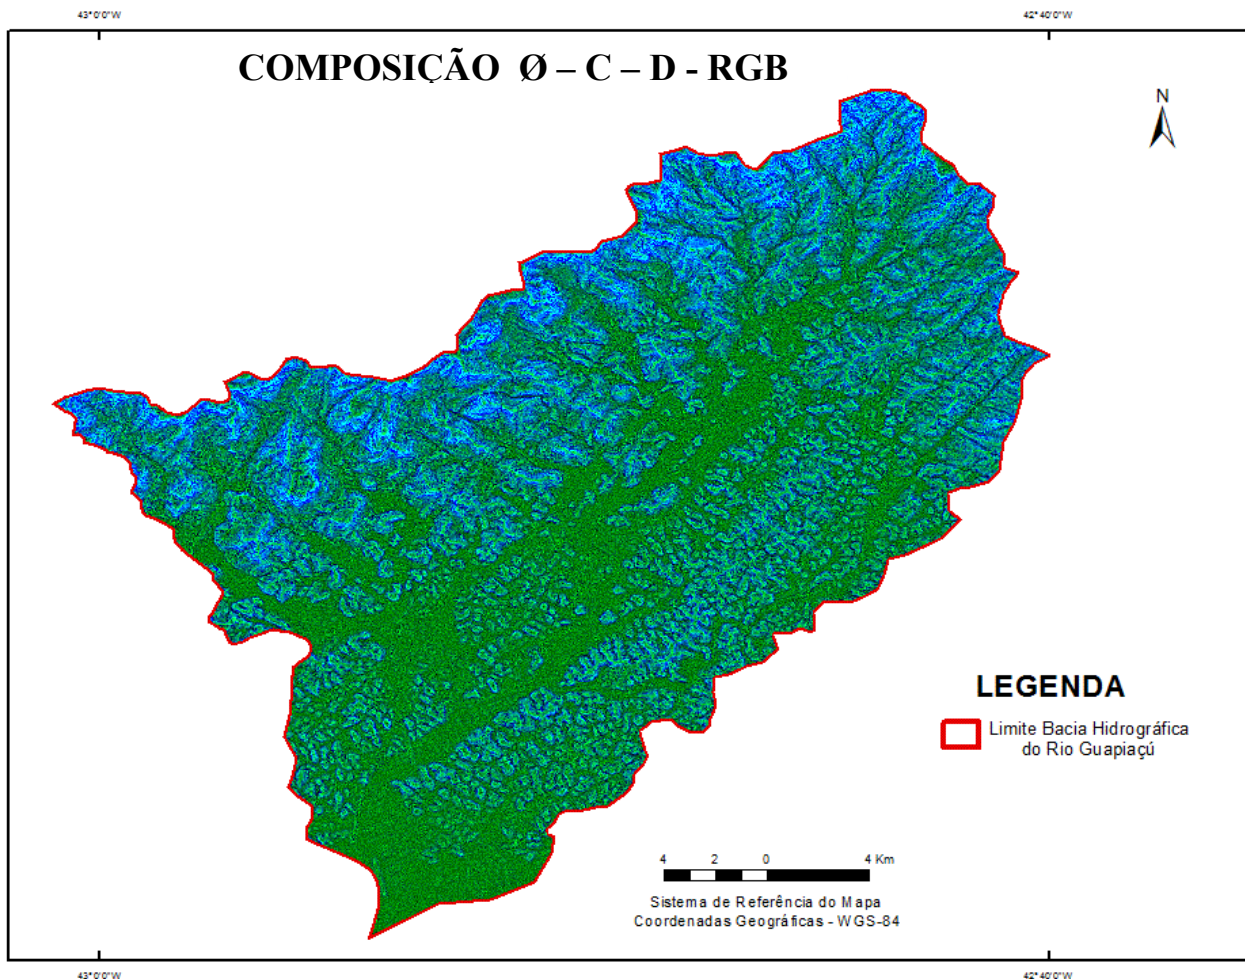 43°0'0"W
42°40'0"W
COMPOSIÇÃO Ø – C – D - RGB
N
LEGENDA
Limite Bacia Hidrográfica
do Rio Guapiaçú
4 2 0 4 Km
Sistema de Referência do Mapa
Coordenadas Geográficas - WGS-84
43°0'0"W
42°40'0"W